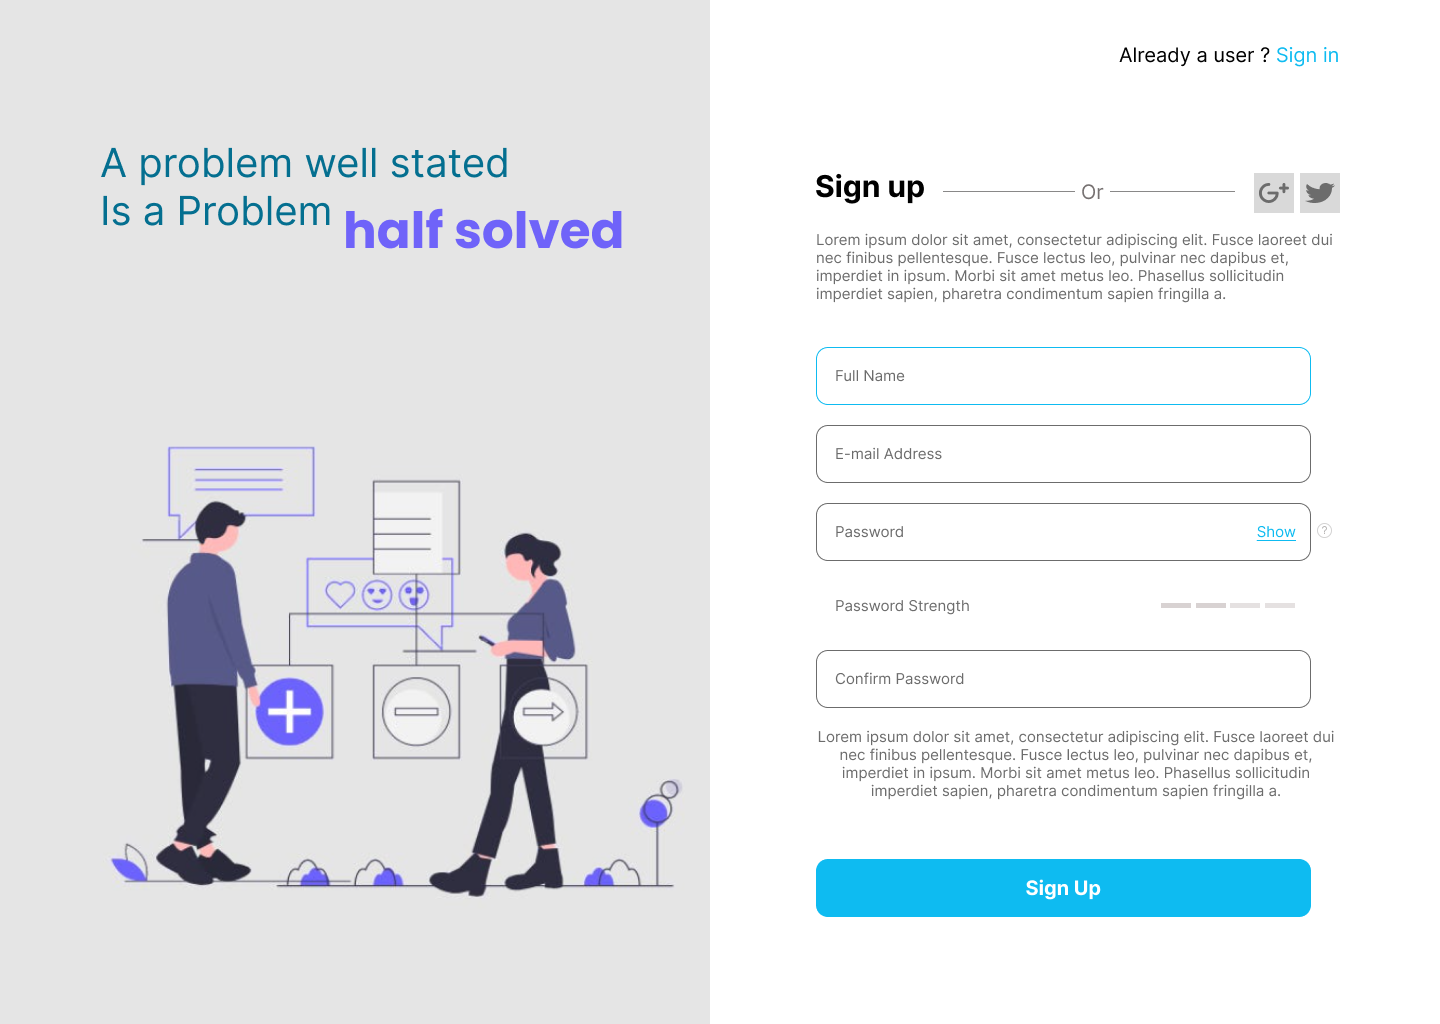 Already a user ? Sign in
A problem well stated
Is a Problem half solved
Sign up
Or
G+
Lorem ipsum dolor sit amet, consectetur adipiscing elit. Fusce laoreet dui
nec finibus pellentesque. Fusce lectus leo, pulvinar nec dapibus et,
imperdiet in ipsum. Morbi sit amet metus leo. Phasellus sollicitudin
imperdiet sapien, pharetra condimentum sapien fringilla a.
Full Name
E-mail Address
Password
Show
?
Password Strength
Confirm Password
Lorem ipsum dolor sit amet, consectetur adipiscing elit. Fusce laoreet dui
nec finibus pellentesque. Fusce lectus leo, pulvinar nec dapibus et,
imperdiet in ipsum. Morbi sit amet metus leo. Phasellus sollicitudin
imperdiet sapien, pharetra condimentum sapien fringilla a.
Sign Up